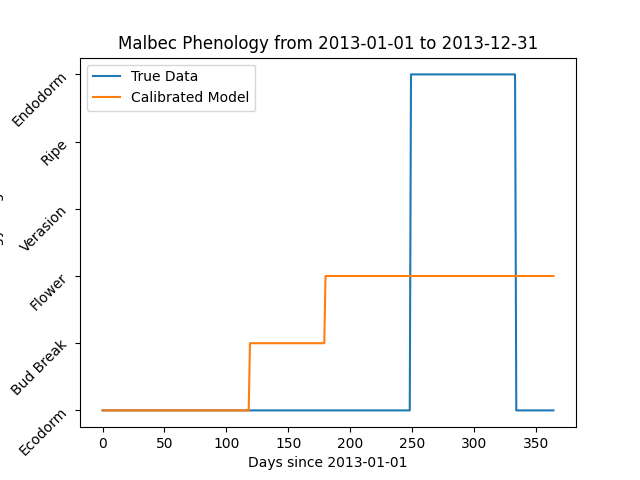 Malbec Phenology from 2013-01-01 to 2013-12-31
True Data
Calibrated Model
Endodorm
Ripe
Verasion
Flower
Bud Break
Ecodorm
0 50 100 150 200 250 300 350
Days since 2013-01-01